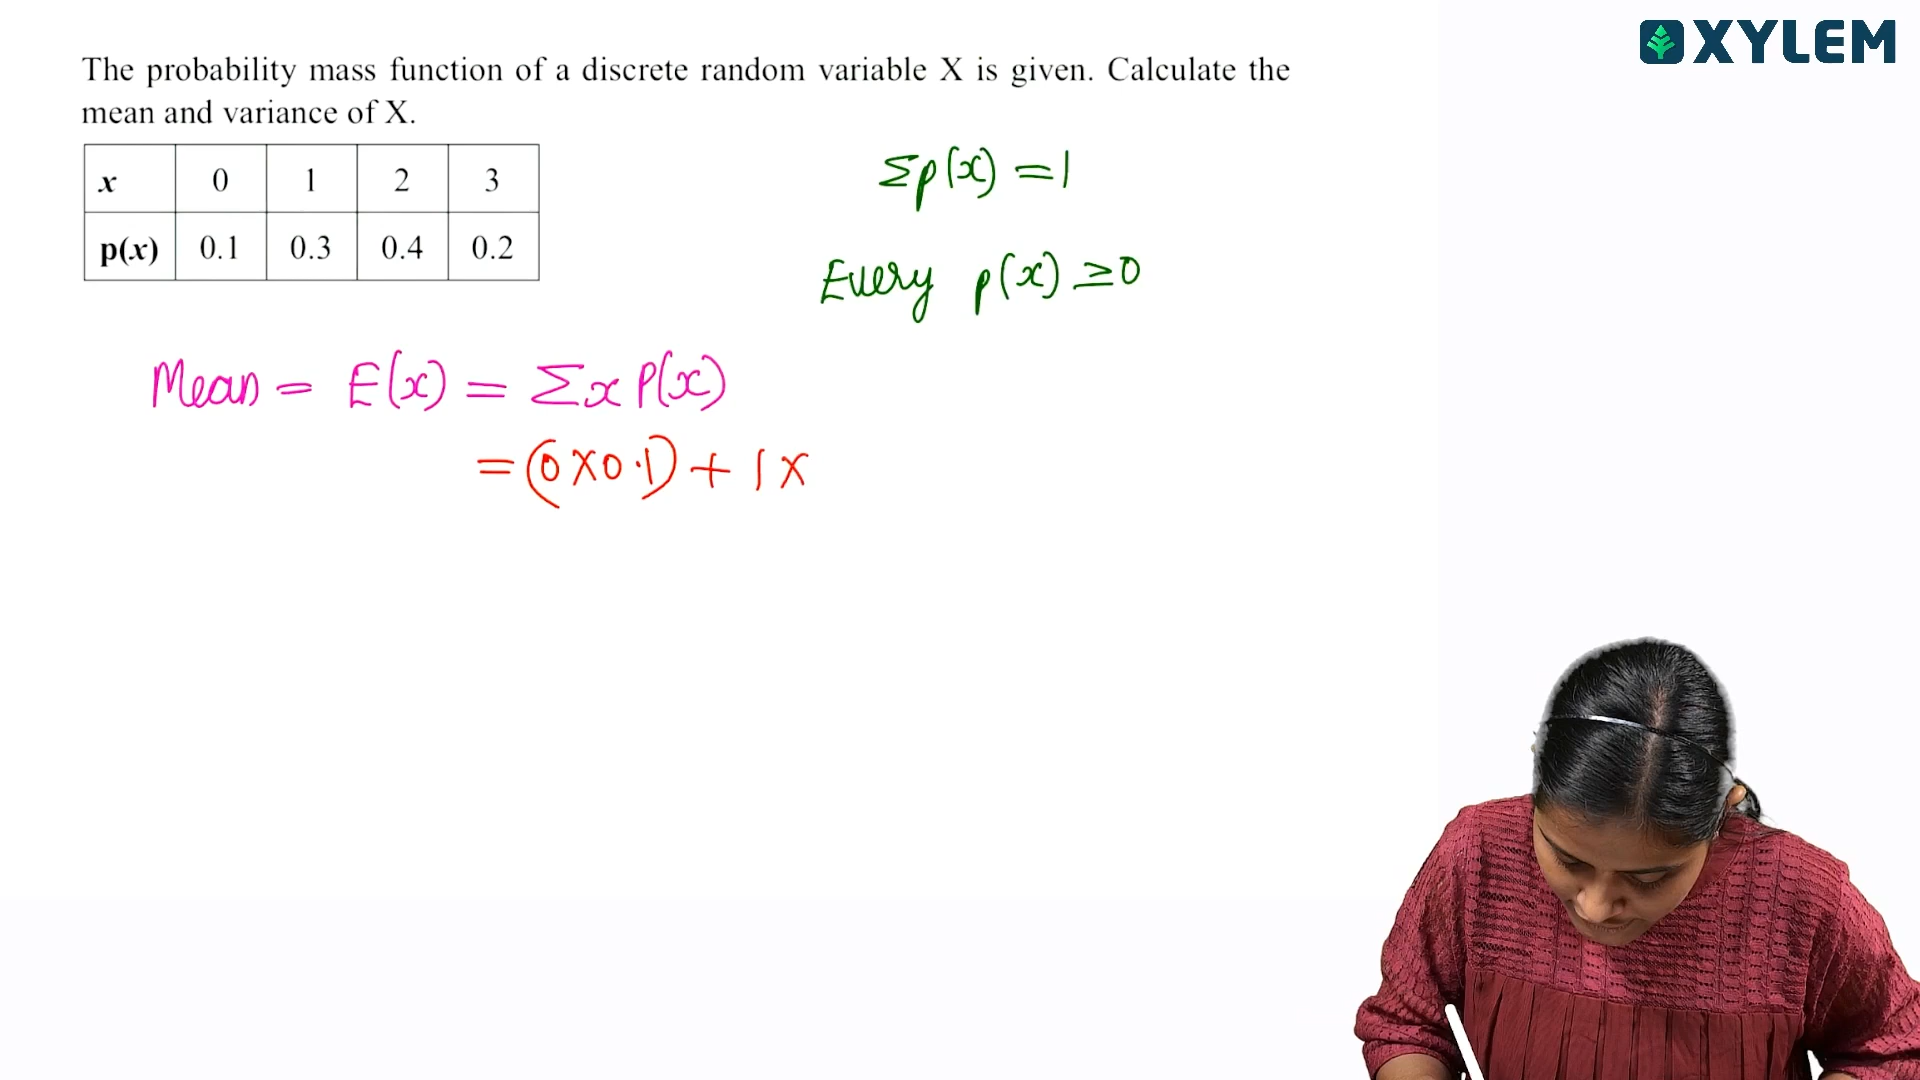 XYLEM
The probability mass function of a discrete random variable X is given. Calculate the
mean and variance of X.
x 0 1 2 3
p(x) 0.1 0.3 0.4 0.2
Σp(x) = 1
Every p(x) ≥ 0
Mean = E(x) = Σx P(x)
= (0 X 0.1) + 1 X